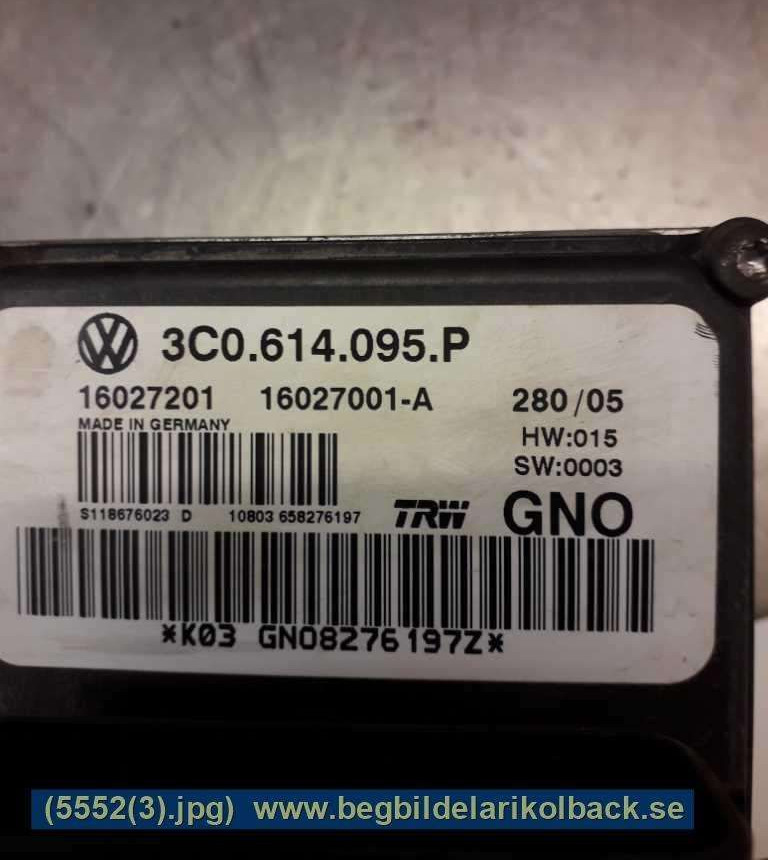 3C0.614.095.P
16027201 16027001-A 280/05
MADE IN GERMANY HW:015
SW:0003
S118676023 D 10803 658276197 TRW GNO
*K03 GNO8276197Z*
(5552(3).jpg) www.begbildelarikolback.se